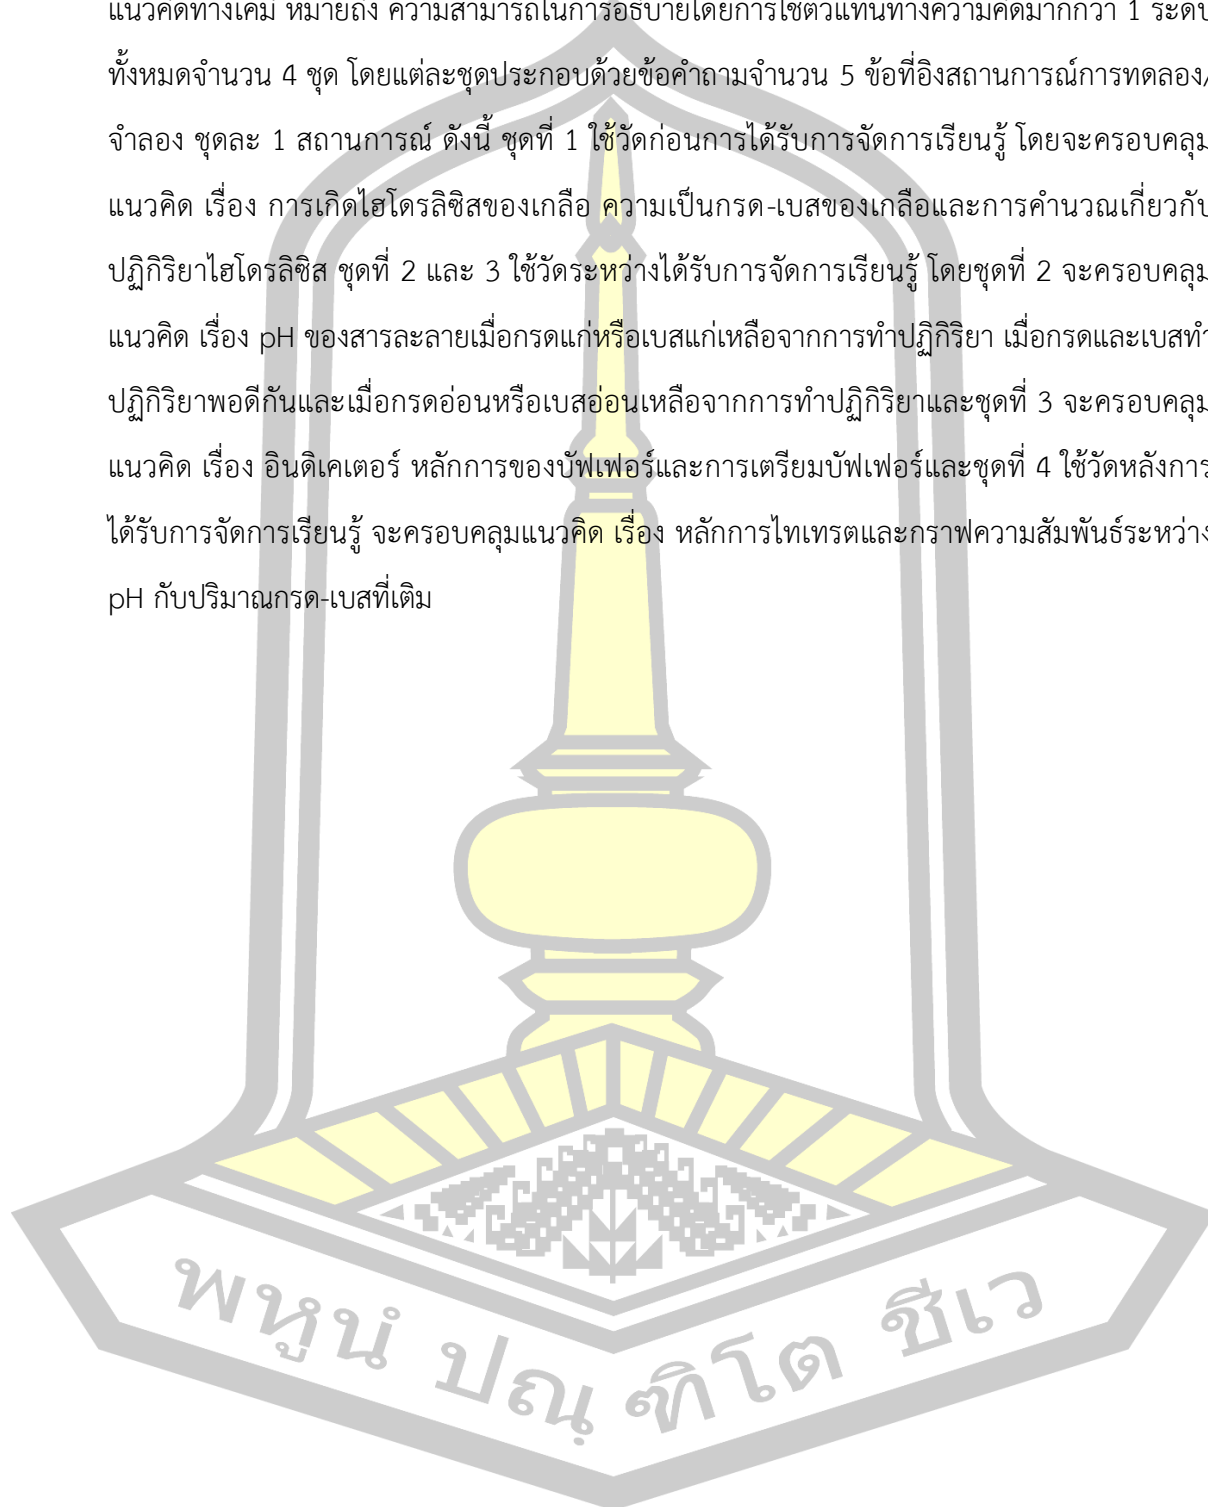 แนวคิดทางเคมี หมายถึง ความสามารถในการอธิบายโดยการใช้ตัวแทนทางความคิดมากกว่า 1 ระดับ
ทั้งหมดจำนวน 4 ชุด โดยแต่ละชุดประกอบด้วยข้อคำถามจำนวน 5 ข้อที่อิงสถานการณ์การทดลอง/
จำลอง ชุดละ 1 สถานการณ์ ดังนี้ ชุดที่ 1 ใช้วัดก่อนการได้รับการจัดการเรียนรู้ โดยจะครอบคลุม
แนวคิด เรื่อง การเกิดไฮโดรลิซิสของเกลือ ความเป็นกรด-เบสของเกลือและการคำนวณเกี่ยวกับ
ปฏิกิริยาไฮโดรลิซิส ชุดที่ 2 และ 3 ใช้วัดระหว่างได้รับการจัดการเรียนรู้ โดยชุดที่ 2 จะครอบคลุม
แนวคิด เรื่อง pH ของสารละลายเมื่อกรดแก่หรือเบสแก่เหลือจากการทำปฏิกิริยา เมื่อกรดและเบสทำ
ปฏิกิริยาพอดีกันและเมื่อกรดอ่อนหรือเบสอ่อนเหลือจากการทำปฏิกิริยาและชุดที่ 3 จะครอบคลุม
แนวคิด เรื่อง อินดิเคเตอร์ หลักการของบัฟเฟอร์และการเตรียมบัฟเฟอร์และชุดที่ 4 ใช้วัดหลังการ
ได้รับการจัดการเรียนรู้ จะครอบคลุมแนวคิด เรื่อง หลักการไทเทรตและกราฟความสัมพันธ์ระหว่าง
pH กับปริมาณกรด-เบสที่เติม
พหูนํ ปณฺฑิโต ชีเว